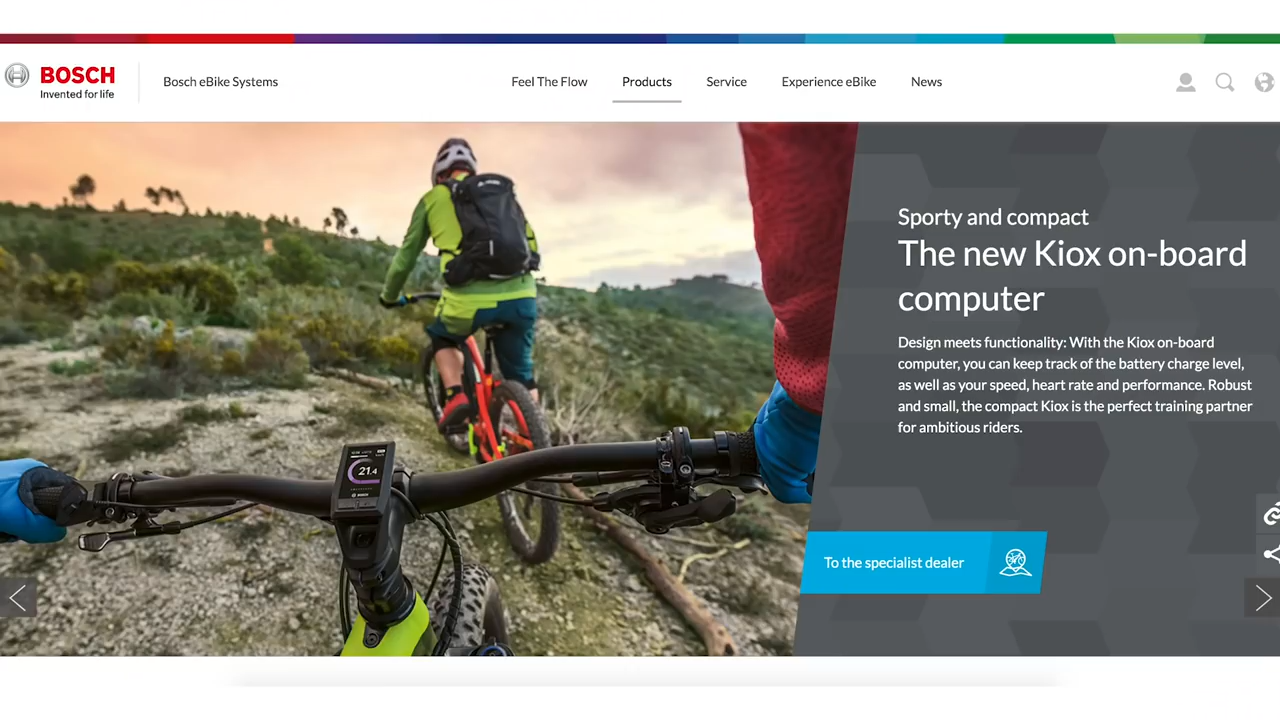 BOSCH
Invented for life
Bosch eBike Systems
Feel The Flow
Products
Service
Experience eBike
News
Sporty and compact
The new Kiox on-board
computer
Design meets functionality: With the Kiox on-board
computer, you can keep track of the battery charge level,
as well as your speed, heart rate and performance. Robust
and small, the compact Kiox is the perfect training partner
for ambitious riders.
21.4
BOSCH
To the specialist dealer